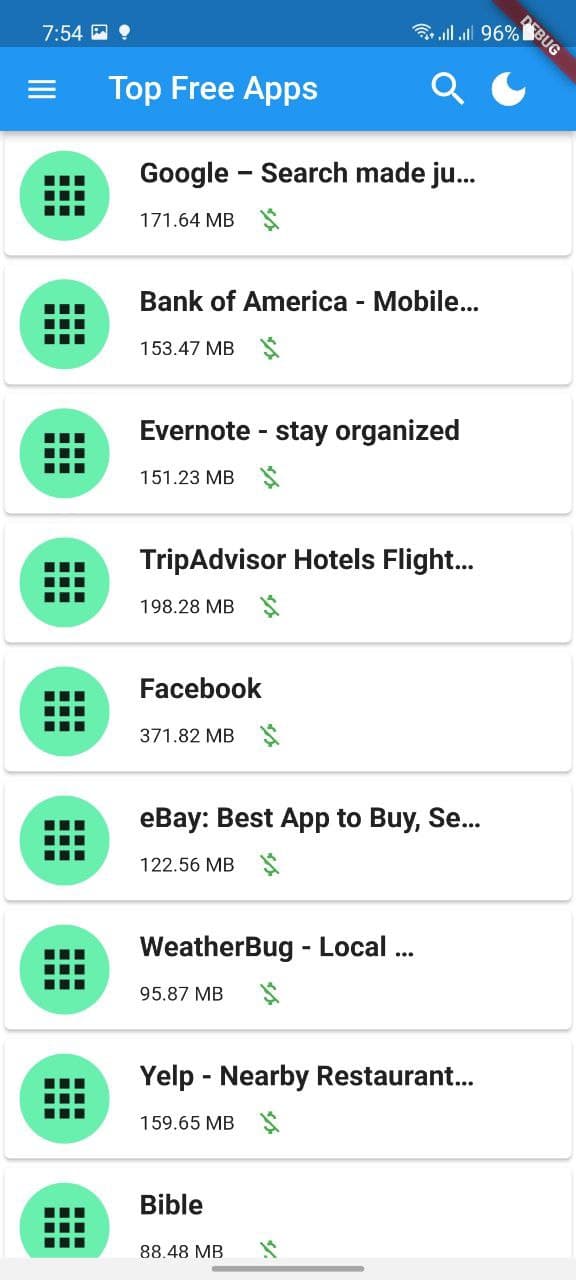 7:54
96%
DEBUG
Top Free Apps
Google – Search made ju...
171.64 MB
Bank of America - Mobile...
153.47 MB
Evernote - stay organized
151.23 MB
TripAdvisor Hotels Flight...
198.28 MB
Facebook
371.82 MB
eBay: Best App to Buy, Se...
122.56 MB
WeatherBug - Local ...
95.87 MB
Yelp - Nearby Restaurant...
159.65 MB
Bible
88.48 MB